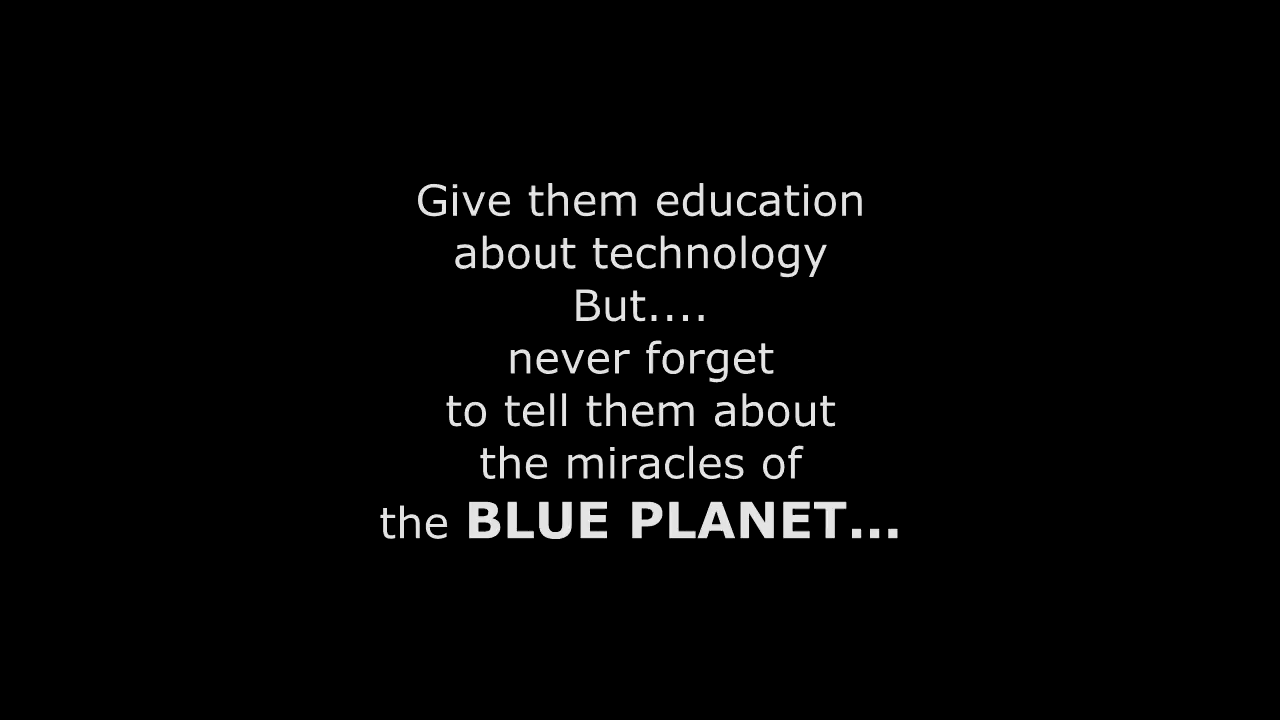 Give them education
about technology
But....
never forget
to tell them about
the miracles of
the BLUE PLANET...